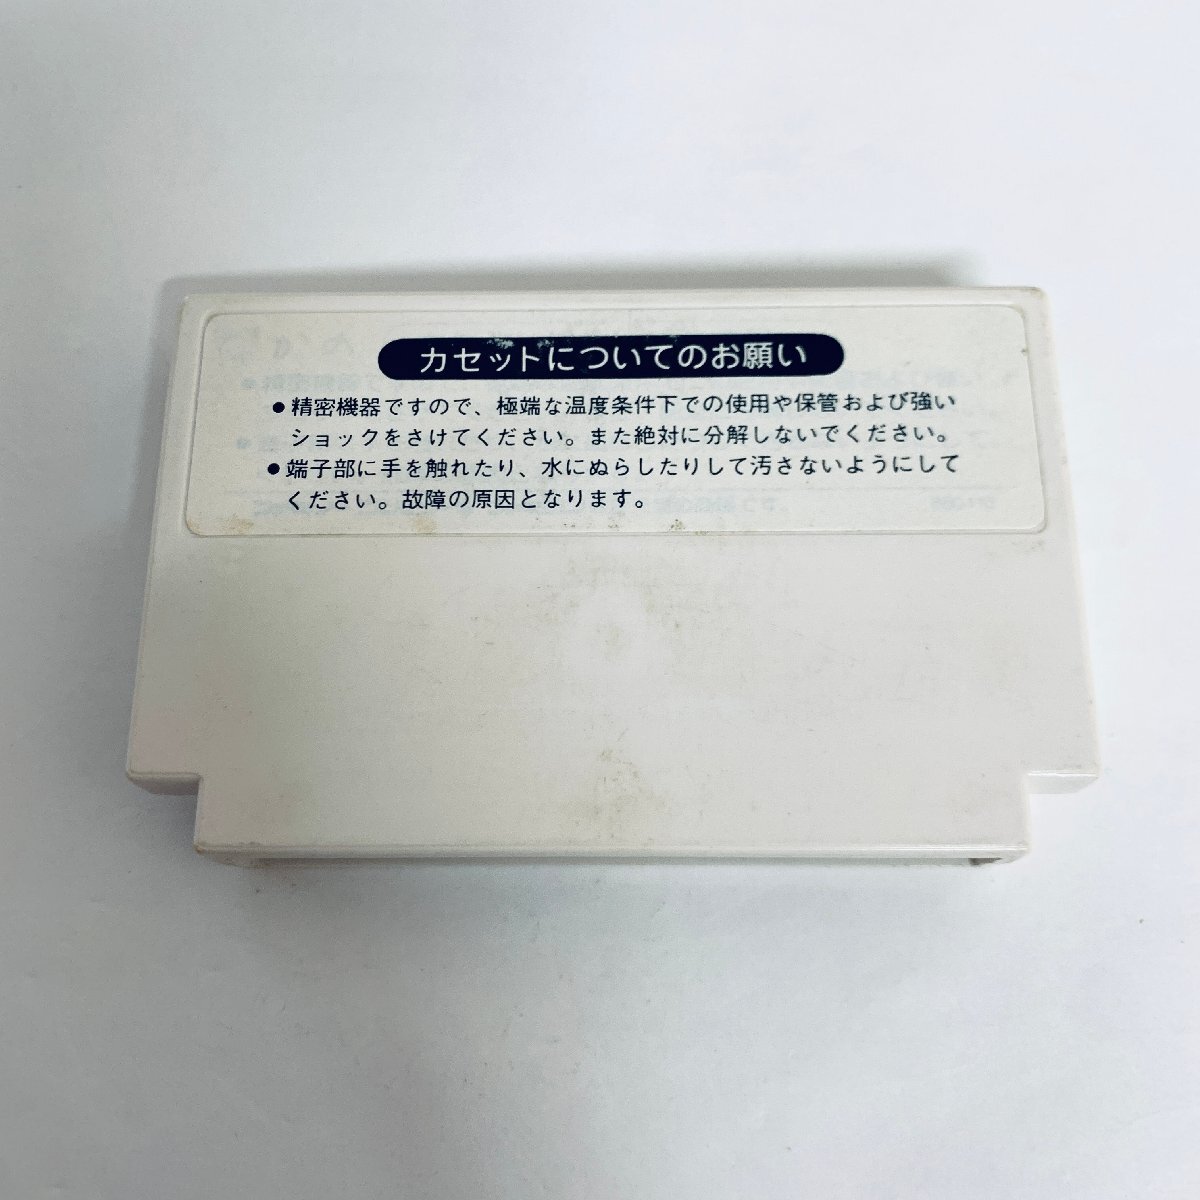 カセットについてのお願い
●精密機器ですので、極端な温度条件下での使用や保管および強い
ショックをさけてください。また絶対に分解しないでください。
●端子部に手を触れたり、水にぬらしたりして汚さないようにして
ください。故障の原因となります。